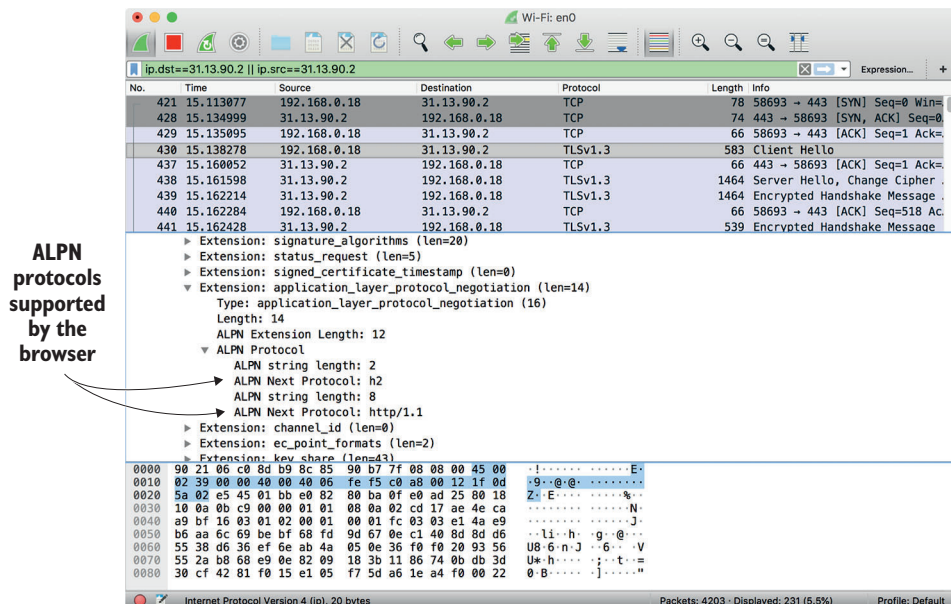 Wi-Fi: en0
ip.dst==31.13.90.2 || ip.src==31.13.90.2 Expression... +
No. Time Source Destination Protocol Length Info
421 15.113077 192.168.0.18 31.13.90.2 TCP 78 58693 → 443 [SYN] Seq=0 Win=
428 15.134999 31.13.90.2 192.168.0.18 TCP 74 443 → 58693 [SYN, ACK] Seq=0
429 15.135095 192.168.0.18 31.13.90.2 TCP 66 58693 → 443 [ACK] Seq=1 Ack=
430 15.138278 192.168.0.18 31.13.90.2 TLSv1.3 583 Client Hello
437 15.160052 31.13.90.2 192.168.0.18 TCP 66 443 → 58693 [ACK] Seq=1 Ack=
438 15.161598 31.13.90.2 192.168.0.18 TLSv1.3 1464 Server Hello, Change Cipher
439 15.162214 31.13.90.2 192.168.0.18 TLSv1.3 1464 Encrypted Handshake Message
440 15.162284 192.168.0.18 31.13.90.2 TCP 66 58693 → 443 [ACK] Seq=518 Ac
441 15.162428 31.13.90.2 192.168.0.18 TLSv1.3 539 Encrypted Handshake Message
ALPN
protocols
supported
by the
browser
Extension: signature_algorithms (len=20)
Extension: status_request (len=5)
Extension: signed_certificate_timestamp (len=0)
Extension: application_layer_protocol_negotiation (len=14)
Type: application_layer_protocol_negotiation (16)
Length: 14
ALPN Extension Length: 12
ALPN Protocol
ALPN string length: 2
ALPN Next Protocol: h2
ALPN string length: 8
ALPN Next Protocol: http/1.1
Extension: channel_id (len=0)
Extension: ec_point_formats (len=2)
Extension: key_share (len=43)
0000 90 21 06 c0 8d b9 8c 85 90 b7 7f 08 08 00 45 00 ·!······ ······E·
0010 02 39 00 00 40 00 40 06 fe f5 c0 a8 00 12 1f 0d ·9··@·@· ········
0020 5a 02 e5 45 01 bb e0 82 80 ba 0f e0 ad 25 80 18 Z··E···· ·····%··
0030 10 0a 0b c9 00 00 01 01 08 0a 02 cd 17 ae 4e ca ········ ······N·
0040 a9 bf 16 03 01 02 00 01 00 01 fc 03 03 e1 4a e9 ········ ······J·
0050 b6 aa 6c 69 be bf 68 fd 9d 67 0e c1 40 8d 8d d6 ··li··h· ·g··@···
0060 55 38 d6 36 ef 6e ab 4a 05 0e 36 f0 f0 20 93 56 U8·6·n·J ··6·· ·V
0070 55 2a b8 68 e9 0e 82 09 18 3b 11 86 74 0b db 3d U*·h···· ·;··t··=
0080 30 cf 42 81 f0 15 e1 05 f7 5d a6 1e a4 f0 00 22 0·B····· ·]·····"
Internet Protocol Version 4 (ip), 20 bytes Packets: 4203 · Displayed: 231 (5.5%) Profile: Default